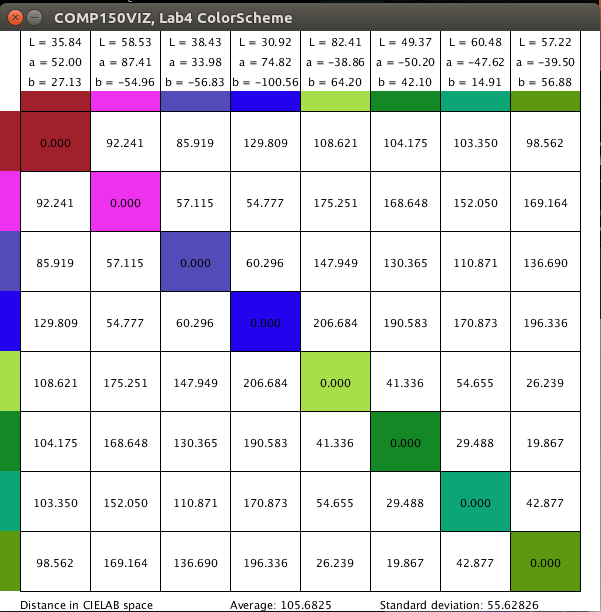 COMP150VIZ, Lab4 ColorScheme
L = 35.84 L = 58.53 L = 38.43 L = 30.92 L = 82.41 L = 49.37 L = 60.48 L = 57.22
a = 52.00 a = 87.41 a = 33.98 a = 74.82 a = −38.86 a = −50.20 a = −47.62 a = −39.50
b = 27.13 b = −54.96 b = −56.83 b = −100.56 b = 64.20 b = 42.10 b = 14.91 b = 56.88
0.000 92.241 85.919 129.809 108.621 104.175 103.350 98.562
92.241 0.000 57.115 54.777 175.251 168.648 152.050 169.164
85.919 57.115 0.000 60.296 147.949 130.365 110.871 136.690
129.809 54.777 60.296 0.000 206.684 190.583 170.873 196.336
108.621 175.251 147.949 206.684 0.000 41.336 54.655 26.239
104.175 168.648 130.365 190.583 41.336 0.000 29.488 19.867
103.350 152.050 110.871 170.873 54.655 29.488 0.000 42.877
98.562 169.164 136.690 196.336 26.239 19.867 42.877 0.000
Distance in CIELAB space Average: 105.6825 Standard deviation: 55.62826